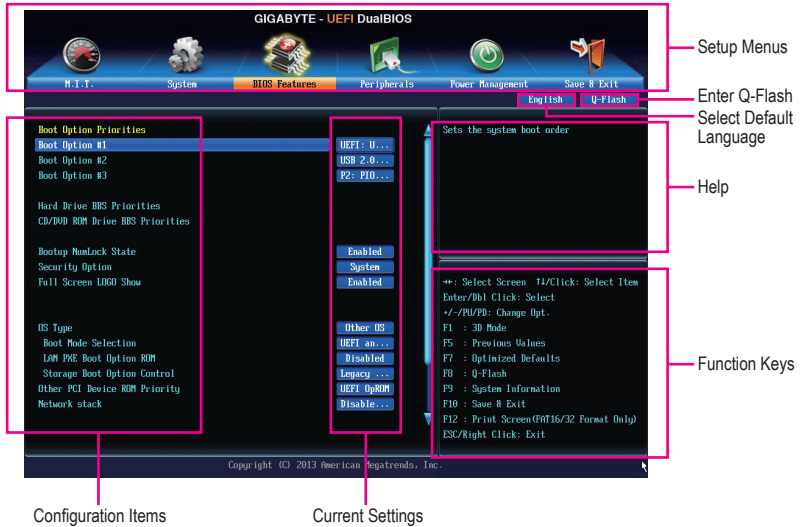 GIGABYTE - UEFI DualBIOS
M.I.T.
System
BIOS Features
Peripherals
Power Management
Save & Exit
Setup Menus
English
Q-Flash
Enter Q-Flash
Select Default
Language
Boot Option Priorities
Boot Option #1 UEFI: U...
Boot Option #2 USB 2.0...
Boot Option #3 P2: PIO...
Hard Drive BBS Priorities
CD/DVD ROM Drive BBS Priorities
Bootup NumLock State Enabled
Security Option System
Full Screen LOGO Show Enabled
OS Type Other OS
Boot Mode Selection UEFI an...
LAN PXE Boot Option ROM Disabled
Storage Boot Option Control Legacy ...
Other PCI Device ROM Priority UEFI OpROM
Network stack Disable...
Sets the system boot order
Help
→←: Select Screen ↑↓/Click: Select Item
Enter/Dbl Click: Select
+/-/PU/PD: Change Opt.
F1 : 3D Mode
F5 : Previous Values
F7 : Optimized Defaults
F8 : Q-Flash
F9 : System Information
F10 : Save & Exit
F12 : Print Screen(FAT16/32 Format Only)
ESC/Right Click: Exit
Function Keys
Copyright (C) 2013 American Megatrends, Inc.
Configuration Items
Current Settings